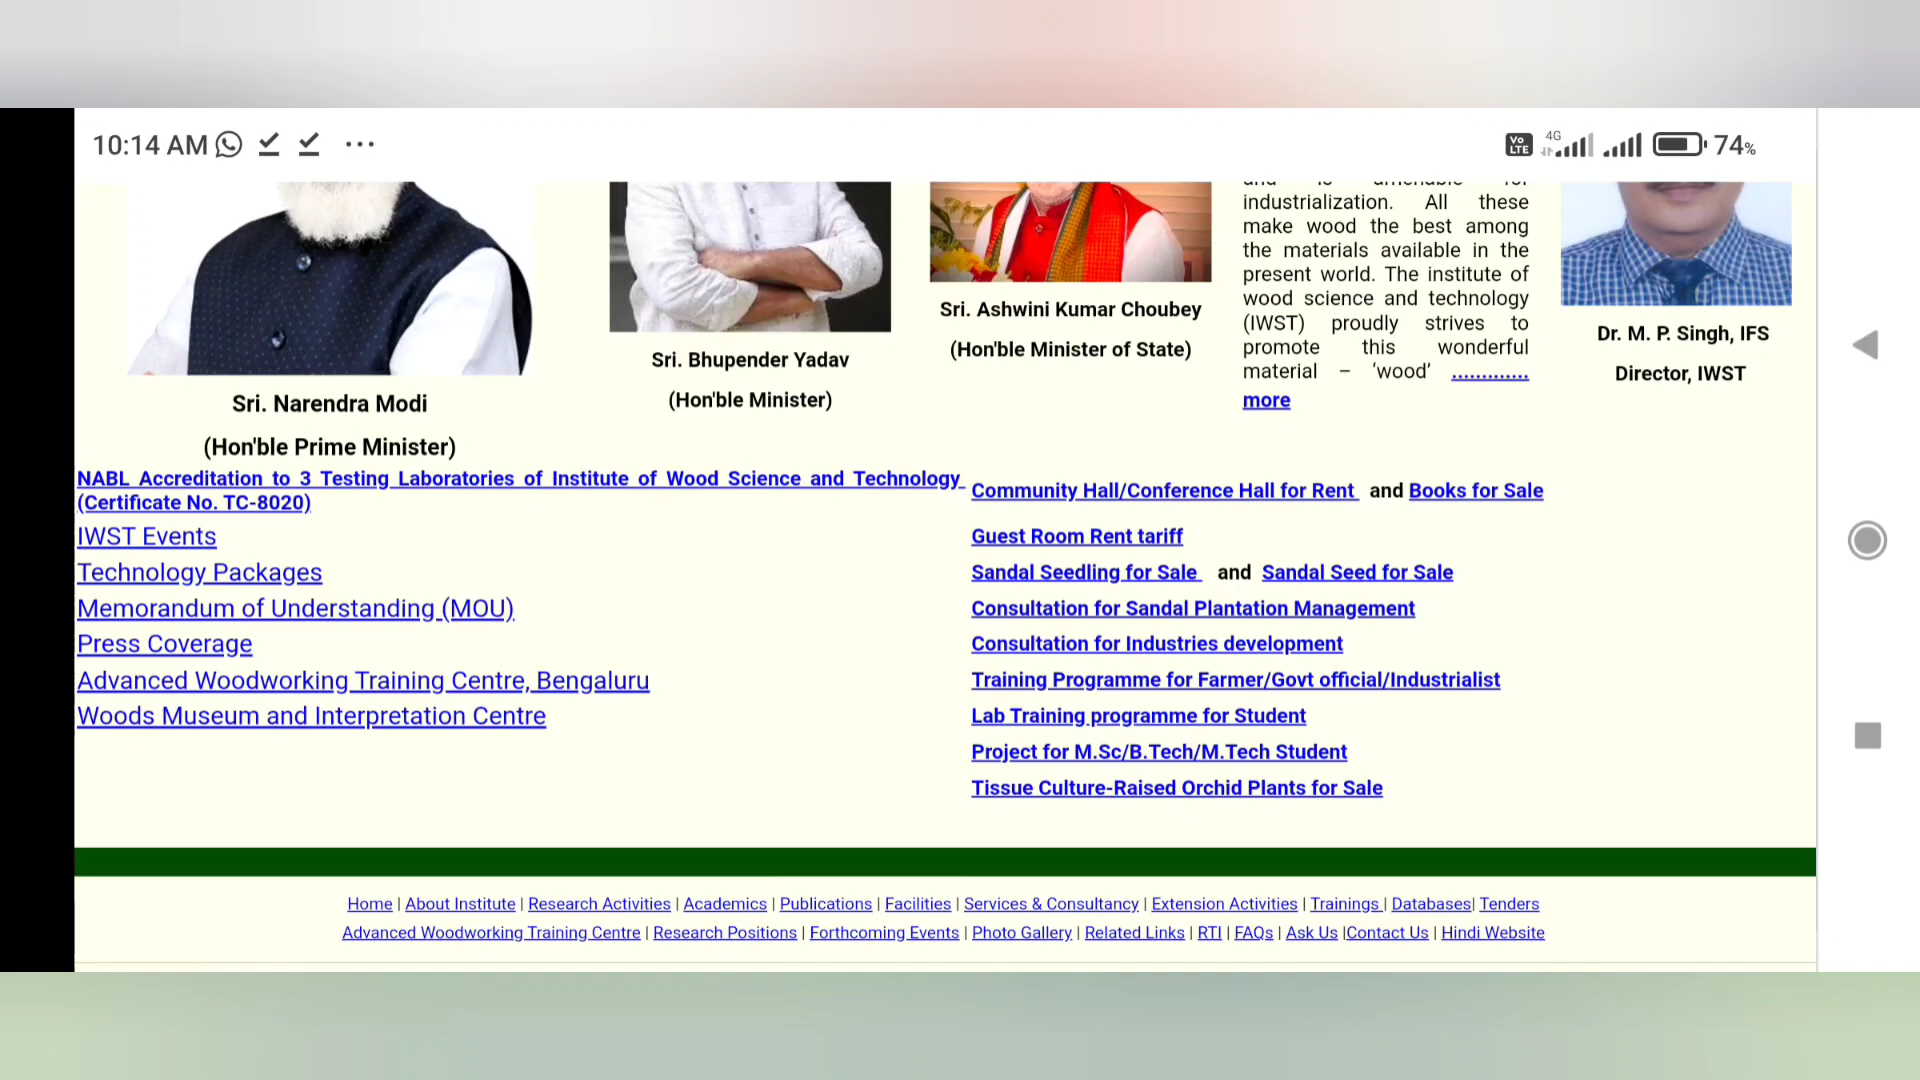 10:14 AM
Vo LTE 4G 74%
and is amenable for
industrialization. All these
make wood the best among
the materials available in the
present world. The institute of
wood science and technology
(IWST) proudly strives to
promote this wonderful
material – ‘wood’ .............
more
Sri. Narendra Modi
(Hon'ble Prime Minister)
Sri. Bhupender Yadav
(Hon'ble Minister)
Sri. Ashwini Kumar Choubey
(Hon'ble Minister of State)
Dr. M. P. Singh, IFS
Director, IWST
NABL Accreditation to 3 Testing Laboratories of Institute of Wood Science and Technology
(Certificate No. TC-8020)
IWST Events
Technology Packages
Memorandum of Understanding (MOU)
Press Coverage
Advanced Woodworking Training Centre, Bengaluru
Woods Museum and Interpretation Centre
Community Hall/Conference Hall for Rent and Books for Sale
Guest Room Rent tariff
Sandal Seedling for Sale and Sandal Seed for Sale
Consultation for Sandal Plantation Management
Consultation for Industries development
Training Programme for Farmer/Govt official/Industrialist
Lab Training programme for Student
Project for M.Sc/B.Tech/M.Tech Student
Tissue Culture-Raised Orchid Plants for Sale
Home | About Institute | Research Activities | Academics | Publications | Facilities | Services & Consultancy | Extension Activities | Trainings | Databases| Tenders
Advanced Woodworking Training Centre | Research Positions | Forthcoming Events | Photo Gallery | Related Links | RTI | FAQs | Ask Us |Contact Us | Hindi Website